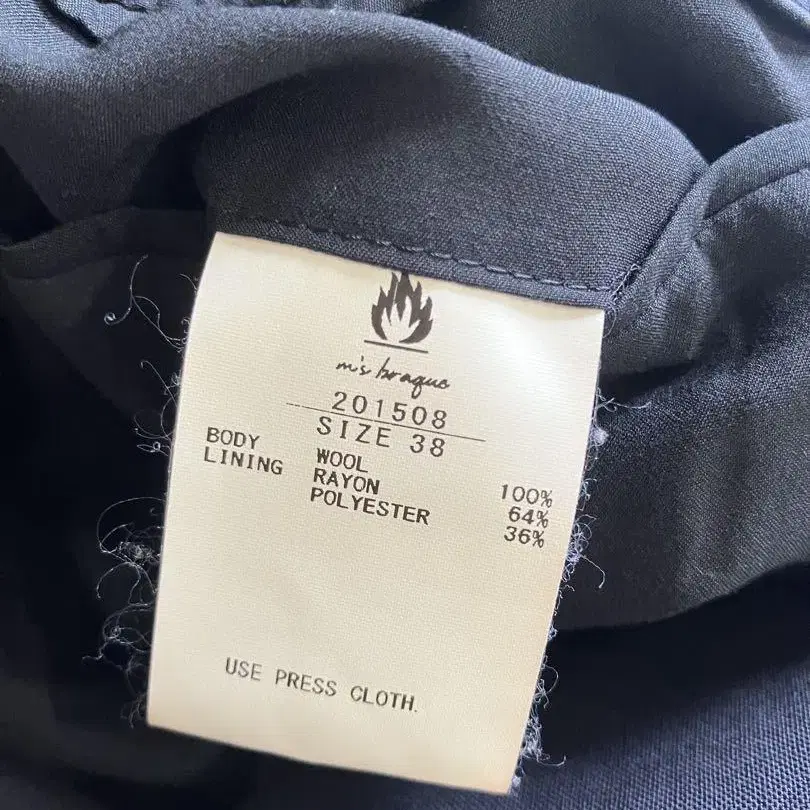 m's braque
201508
SIZE 38
BODY WOOL 100%
LINING RAYON 64%
POLYESTER 36%
USE PRESS CLOTH.